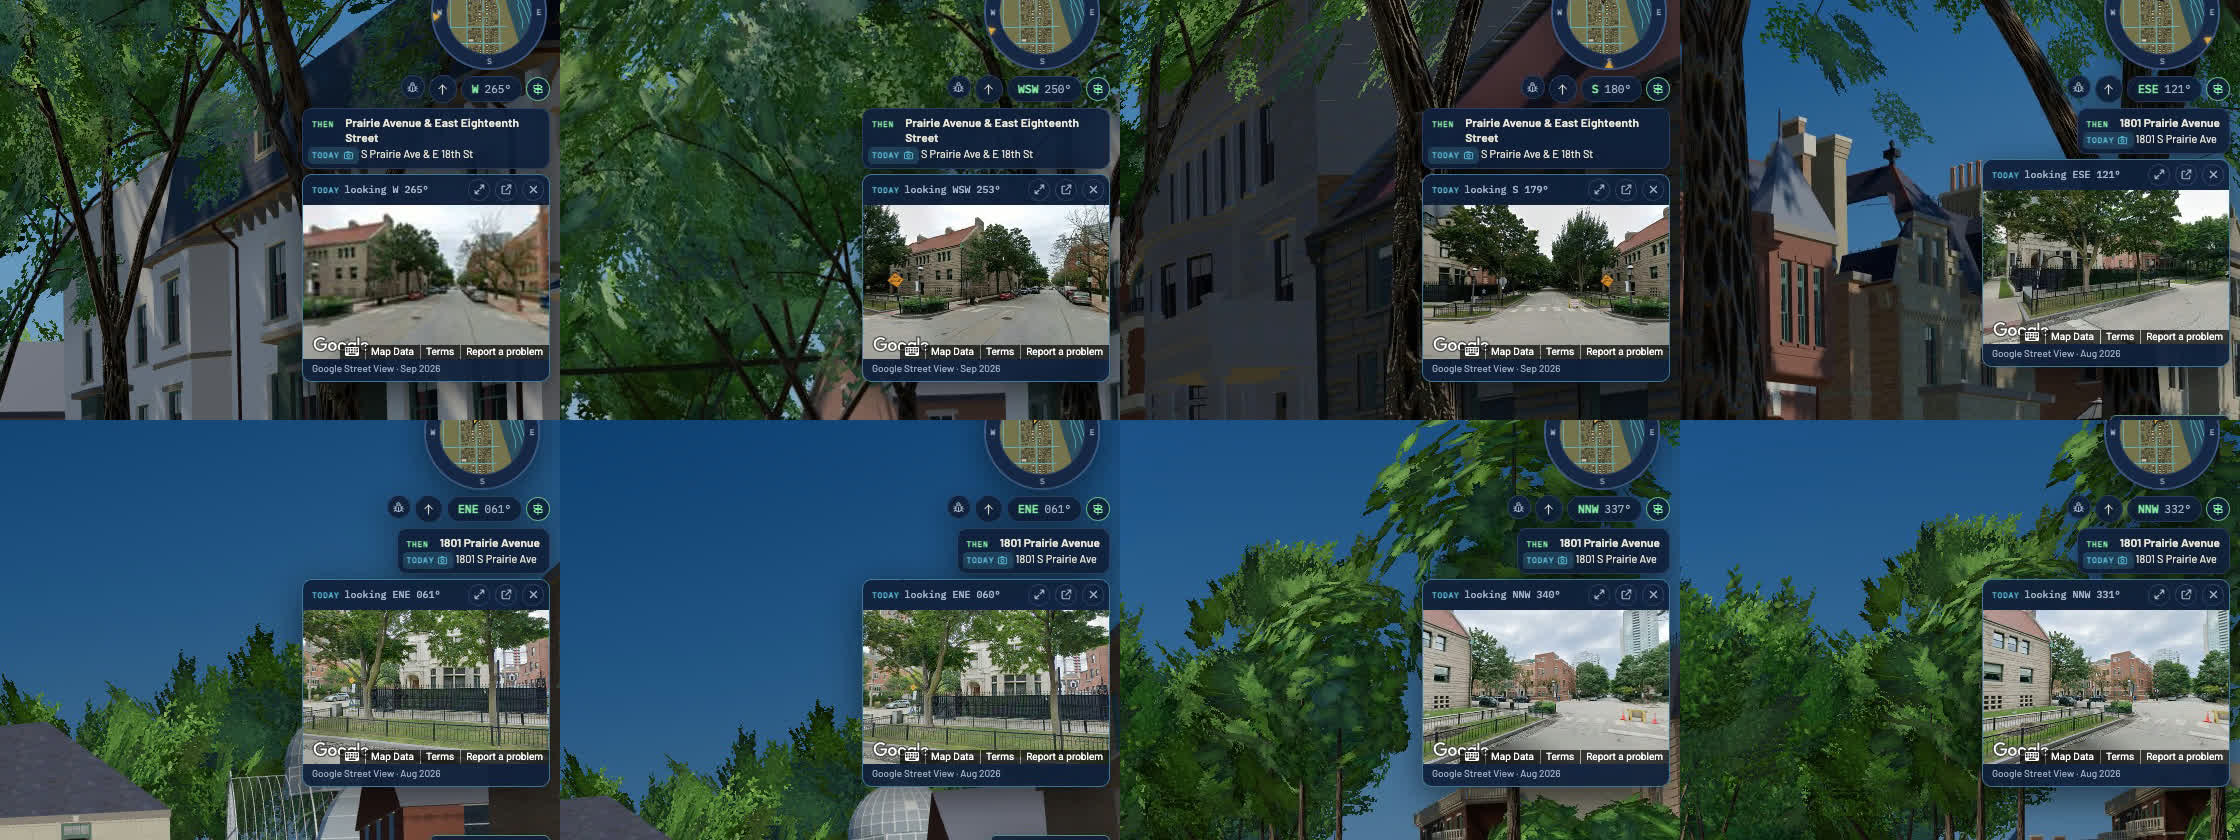 W E
S
W 265°
THEN Prairie Avenue & East Eighteenth
Street
TODAY S Prairie Ave & E 18th St
TODAY looking W 265°
Google
Map Data Terms Report a problem
Google Street View · Sep 2026
W E
S
WSW 250°
THEN Prairie Avenue & East Eighteenth
Street
TODAY S Prairie Ave & E 18th St
TODAY looking WSW 253°
Google
Map Data Terms Report a problem
Google Street View · Sep 2026
W E
S
S 180°
THEN Prairie Avenue & East Eighteenth
Street
TODAY S Prairie Ave & E 18th St
TODAY looking S 179°
Google
Map Data Terms Report a problem
Google Street View · Sep 2026
W E
S
ESE 121°
THEN 1801 Prairie Avenue
TODAY 1801 S Prairie Ave
TODAY looking ESE 121°
Google
Map Data Terms Report a problem
Google Street View · Aug 2026
W E
S
ENE 061°
THEN 1801 Prairie Avenue
TODAY 1801 S Prairie Ave
TODAY looking ENE 061°
Google
Map Data Terms Report a problem
Google Street View · Aug 2026
W E
S
ENE 061°
THEN 1801 Prairie Avenue
TODAY 1801 S Prairie Ave
TODAY looking ENE 060°
Google
Map Data Terms Report a problem
Google Street View · Aug 2026
W E
S
NNW 337°
THEN 1801 Prairie Avenue
TODAY 1801 S Prairie Ave
TODAY looking NNW 340°
Google
Map Data Terms Report a problem
Google Street View · Aug 2026
W E
S
NNW 332°
THEN 1801 Prairie Avenue
TODAY 1801 S Prairie Ave
TODAY looking NNW 331°
Google
Map Data Terms Report a problem
Google Street View · Aug 2026